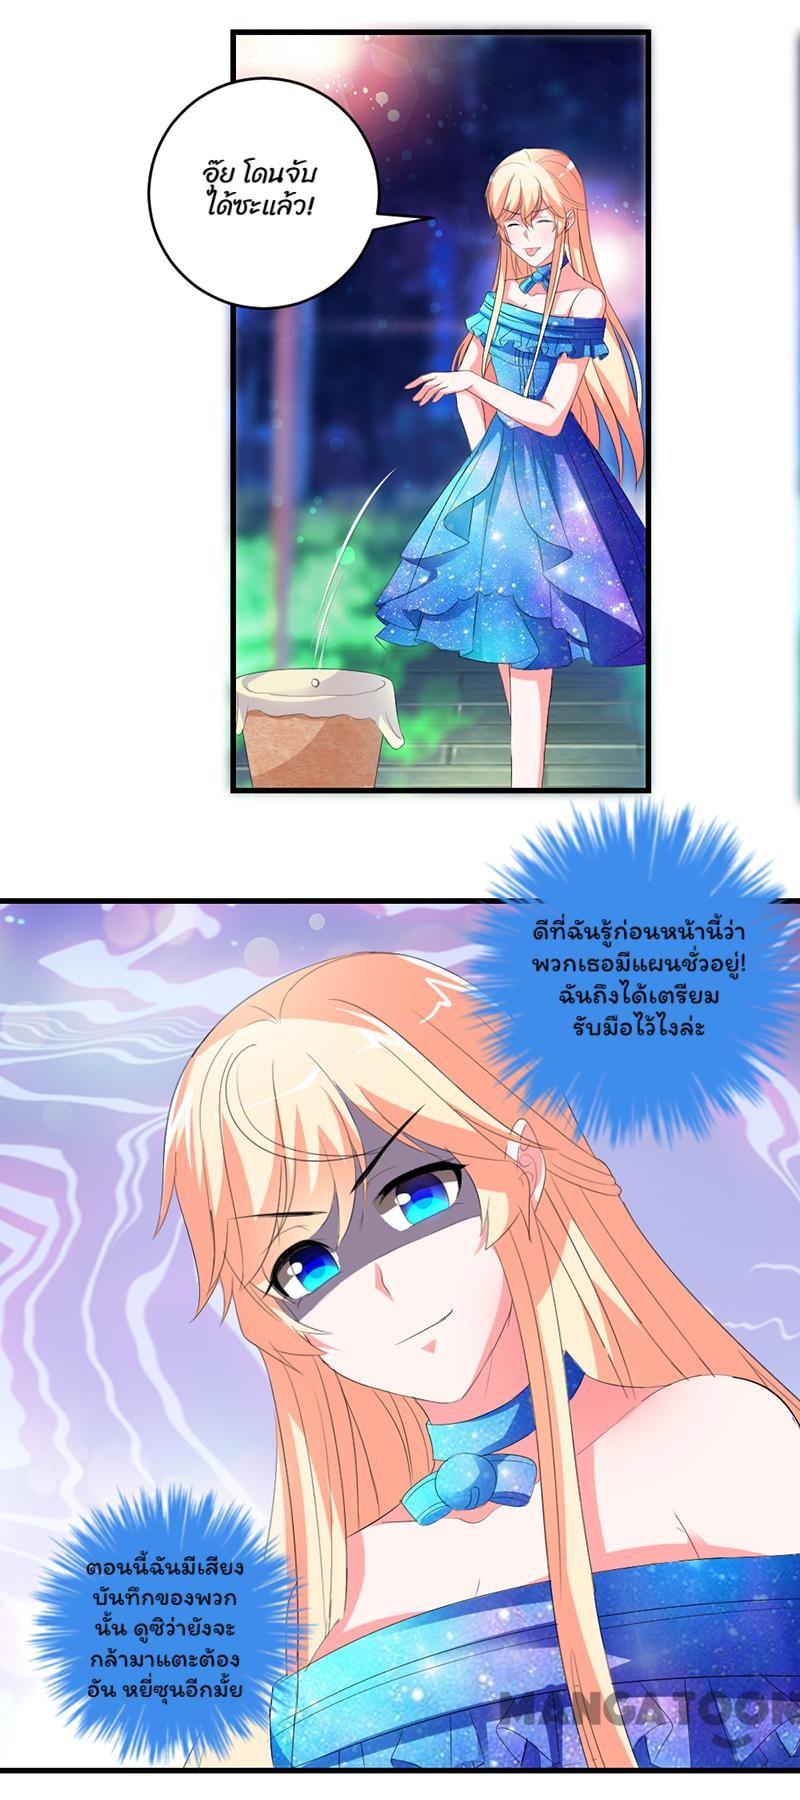 อุ๊ย โดนจับ
ได้ซะแล้ว!
ดีที่ฉันรู้ก่อนหน้านี้ว่า
พวกเธอมีแผนชั่วอยู่!
ฉันถึงได้เตรียม
รับมือไว้ไงล่ะ
ตอนนี้ฉันมีเสียง
บันทึกของพวก
นั้น ดูซิว่ายังจะ
กล้ามาแตะต้อง
อัน หยี่ซุนอีกมั้ย
MANGATOON